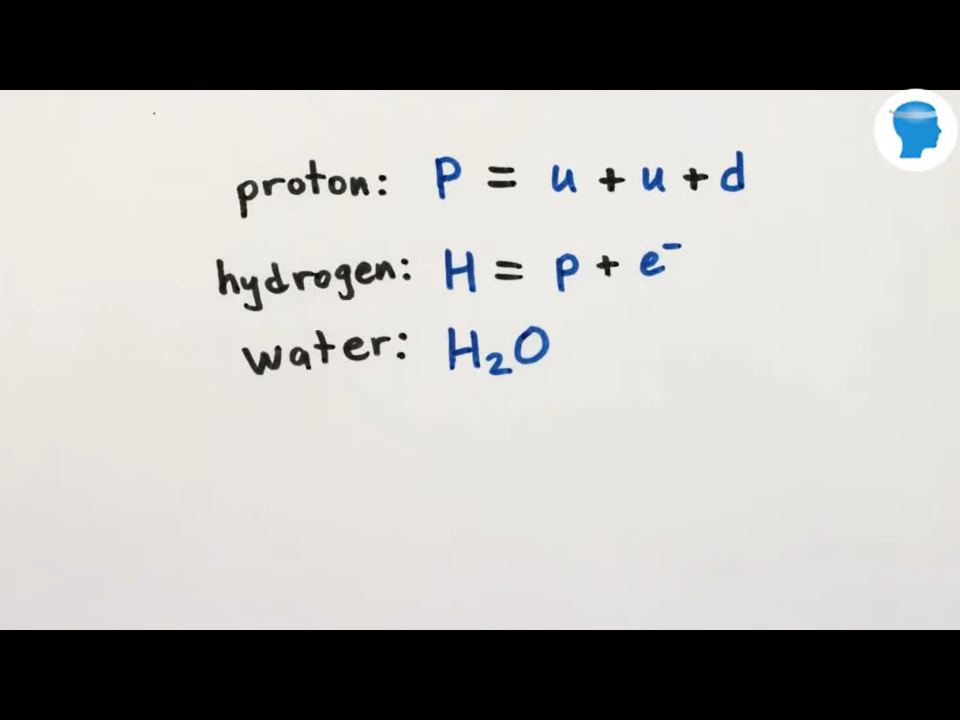 proton: P = u + u + d
hydrogen: H = p + e⁻
water: H₂O